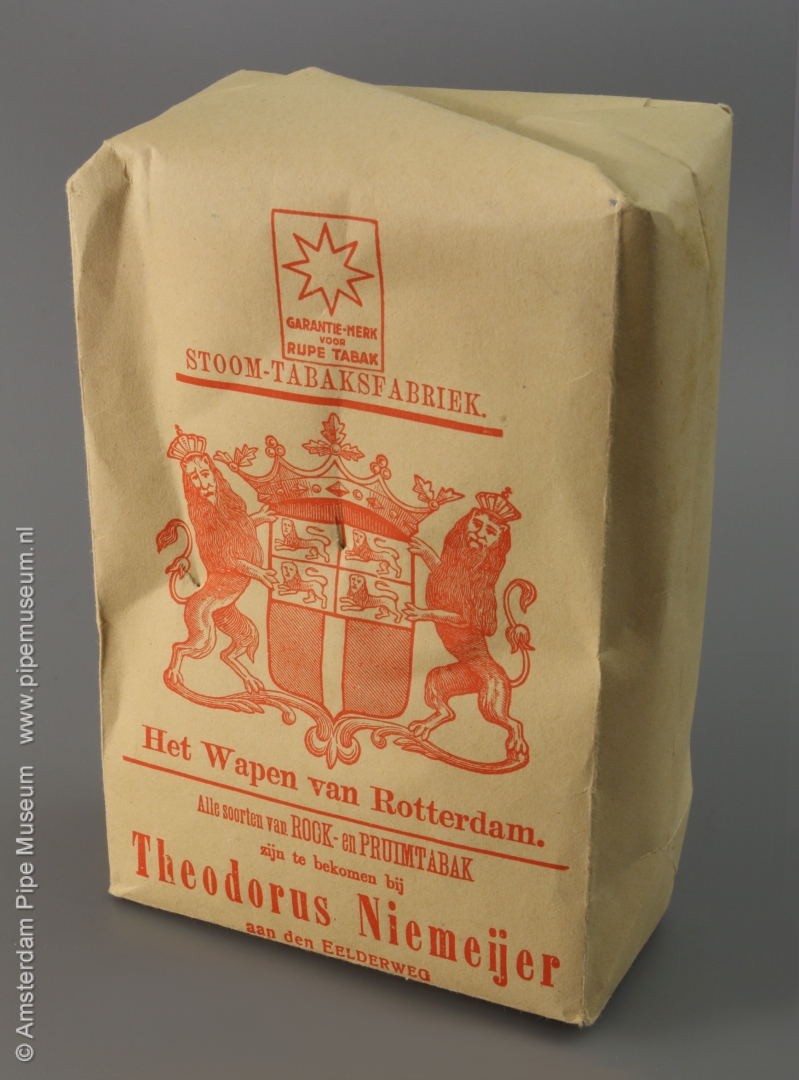 GARANTIE-MERK
VOOR
RIJPE TABAK
STOOM-TABAKSFABRIEK.
Het Wapen van Rotterdam.
Alle soorten van ROOK- en PRUIMTABAK
zijn te bekomen bij
Theodorus Niemeijer
aan den EELDERWEG
© Amsterdam Pipe Museum www.pipemuseum.nl